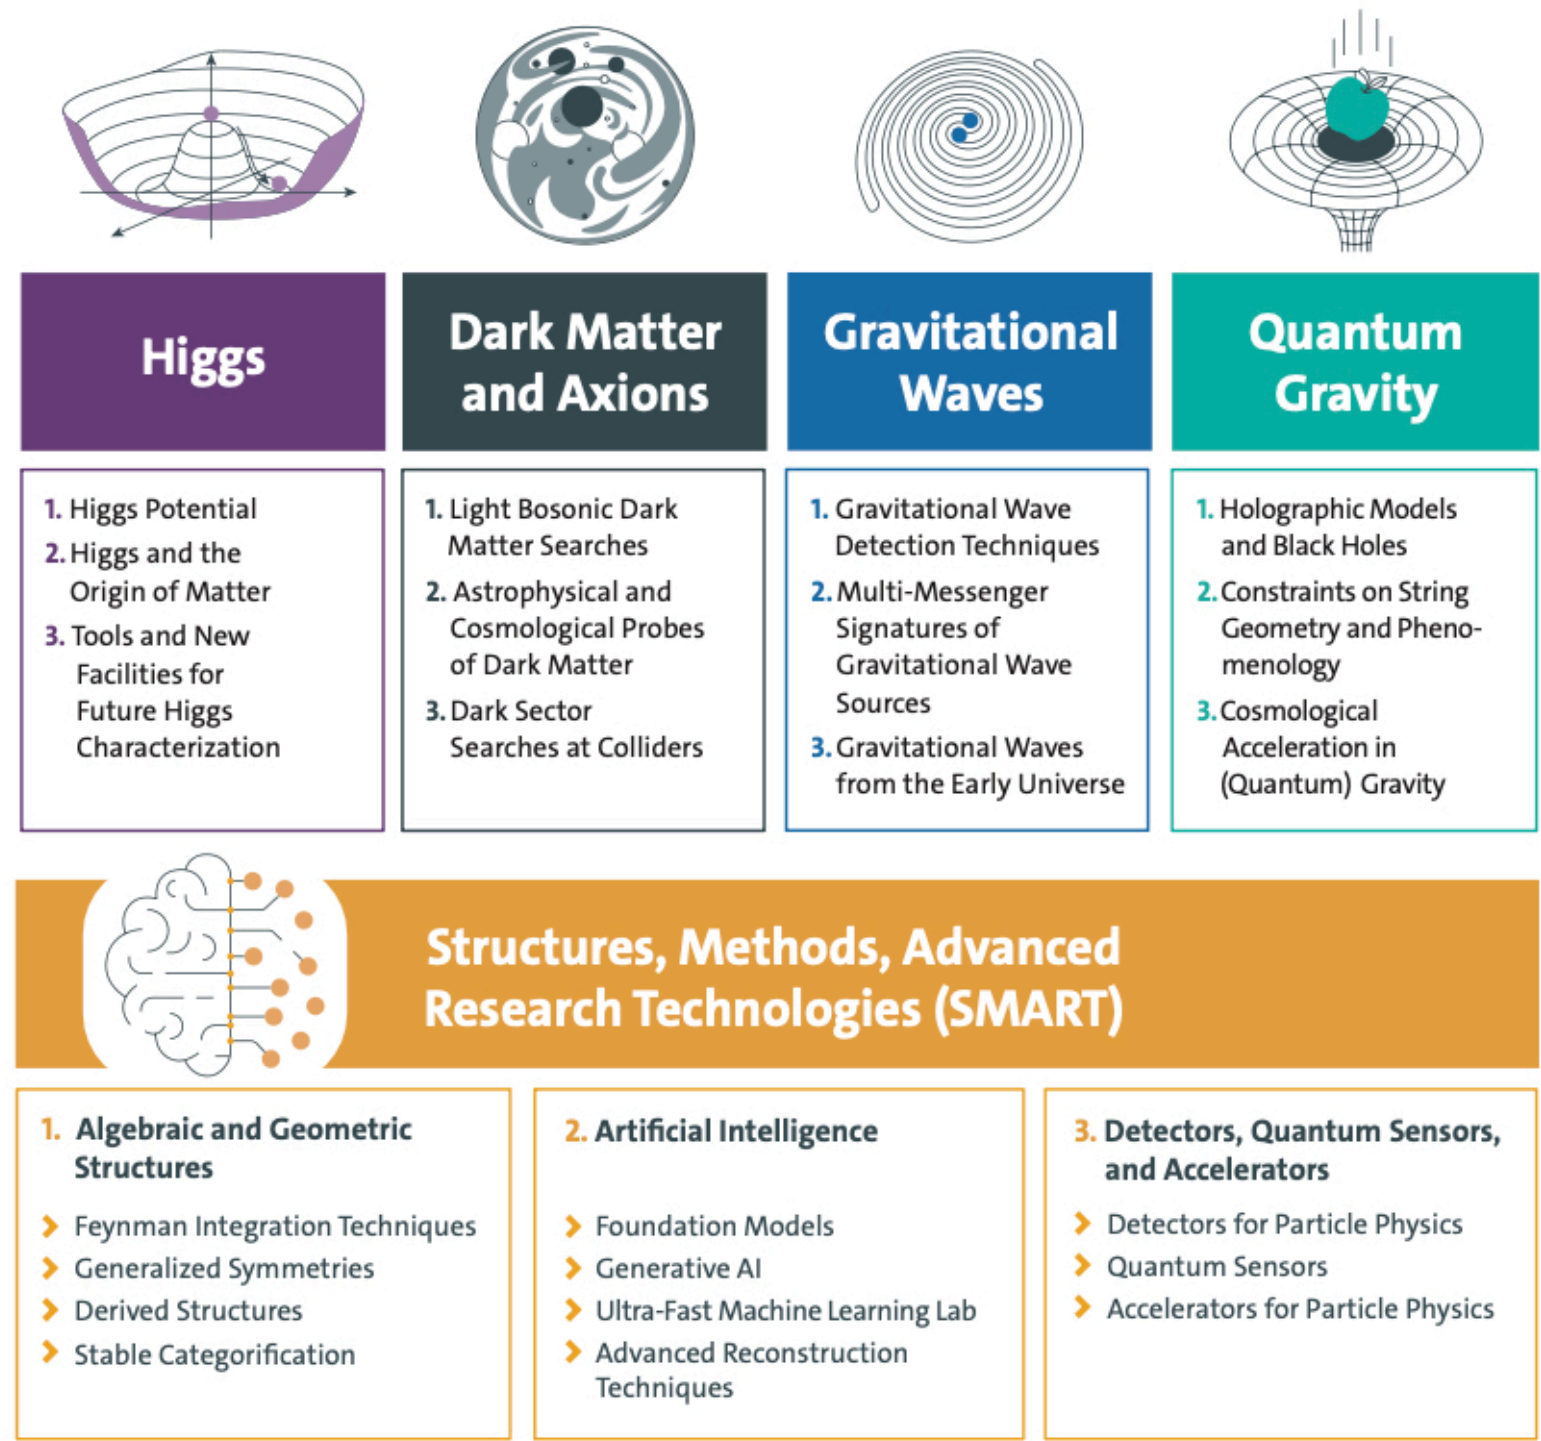 Higgs
Dark Matter
and Axions
Gravitational
Waves
Quantum
Gravity
1. Higgs Potential
2. Higgs and the
Origin of Matter
3. Tools and New
Facilities for
Future Higgs
Characterization
1. Light Bosonic Dark
Matter Searches
2. Astrophysical and
Cosmological Probes
of Dark Matter
3. Dark Sector
Searches at Colliders
1. Gravitational Wave
Detection Techniques
2. Multi-Messenger
Signatures of
Gravitational Wave
Sources
3. Gravitational Waves
from the Early Universe
1. Holographic Models
and Black Holes
2. Constraints on String
Geometry and Pheno-
menology
3. Cosmological
Acceleration in
(Quantum) Gravity
Structures, Methods, Advanced
Research Technologies (SMART)
1. Algebraic and Geometric
Structures
Feynman Integration Techniques
Generalized Symmetries
Derived Structures
Stable Categorification
2. Artificial Intelligence
Foundation Models
Generative AI
Ultra-Fast Machine Learning Lab
Advanced Reconstruction
Techniques
3. Detectors, Quantum Sensors,
and Accelerators
Detectors for Particle Physics
Quantum Sensors
Accelerators for Particle Physics